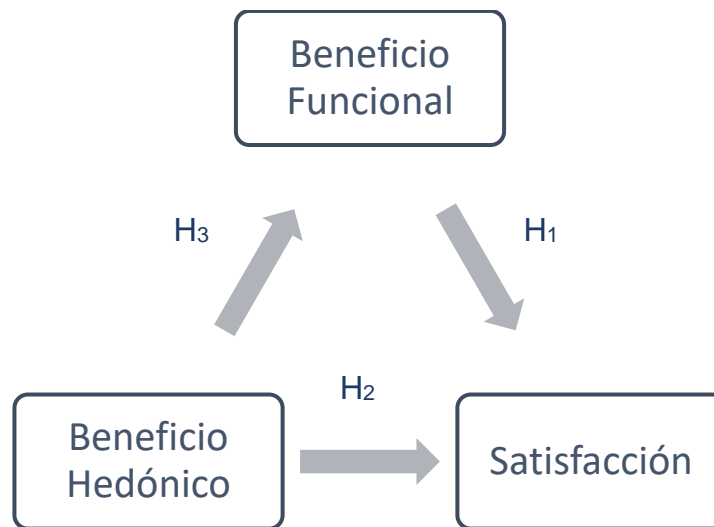 Beneficio
Funcional
H3
H1
H2
Beneficio
Hedónico
Satisfacción